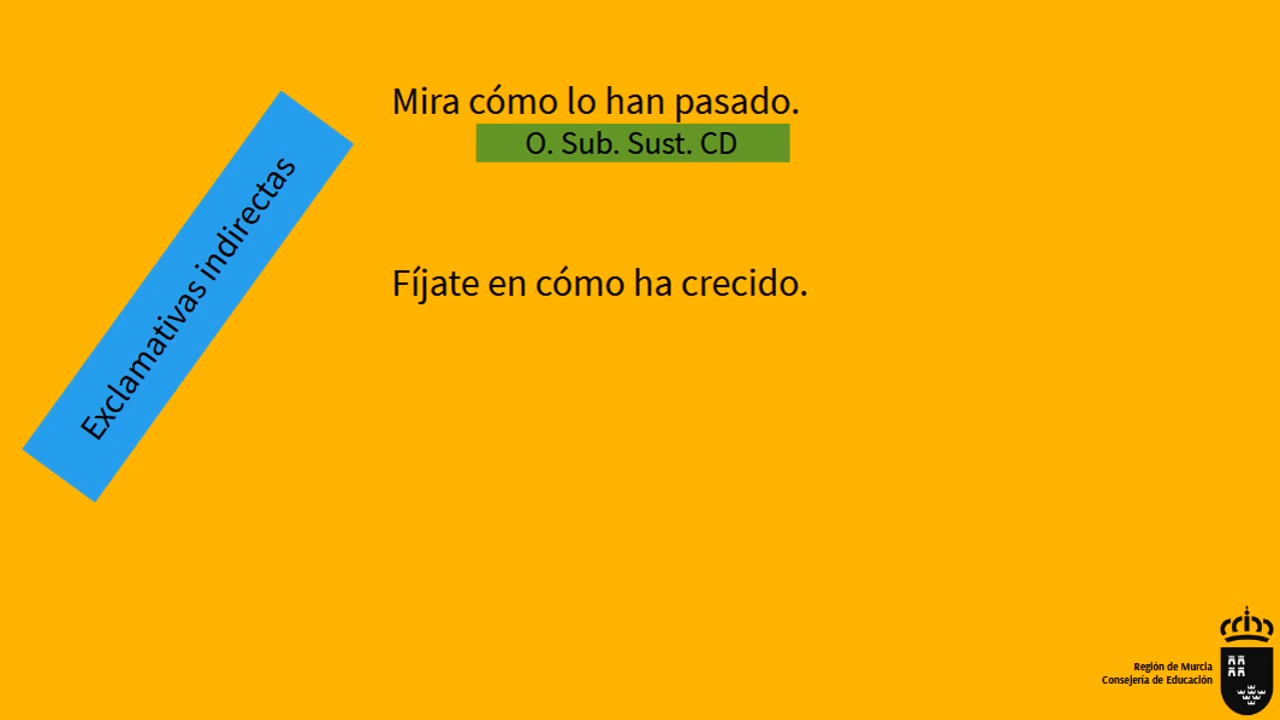 Exclamativas indirectas
Mira cómo lo han pasado.
O. Sub. Sust. CD
Fíjate en cómo ha crecido.
Región de Murcia
Consejería de Educación